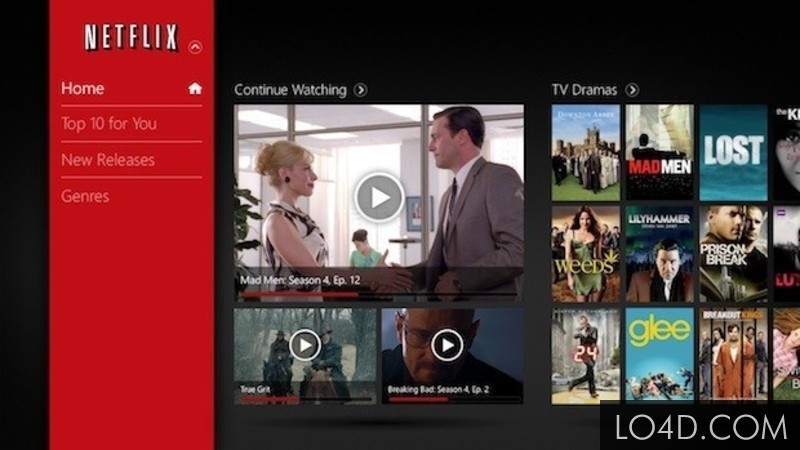 NETFLIX
Home
Top 10 for You
New Releases
Genres
Continue Watching
Mad Men: Season 4, Ep. 12
True Grit
Breaking Bad: Season 4, Ep. 2
TV Dramas
DOWNTON ABBEY
MAD MEN
LOST
the
weeds
LILYHAMMER
PRISON
BREAK
BBC
24
glee
BREAKOUT KINGS
LO4D.COM